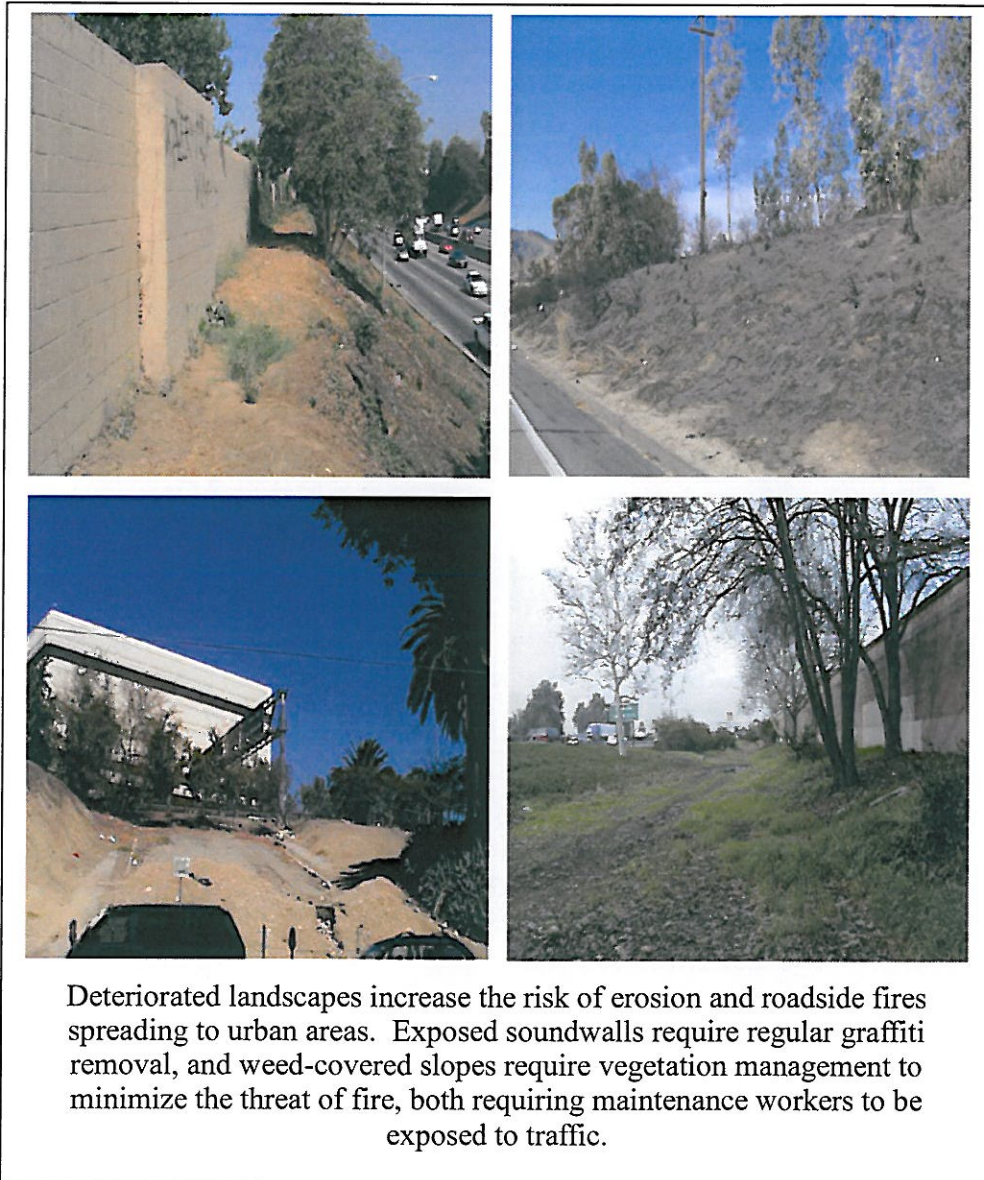 Deteriorated landscapes increase the risk of erosion and roadside fires
spreading to urban areas.  Exposed soundwalls require regular graffiti
removal, and weed-covered slopes require vegetation management to
minimize the threat of fire, both requiring maintenance workers to be
exposed to traffic.